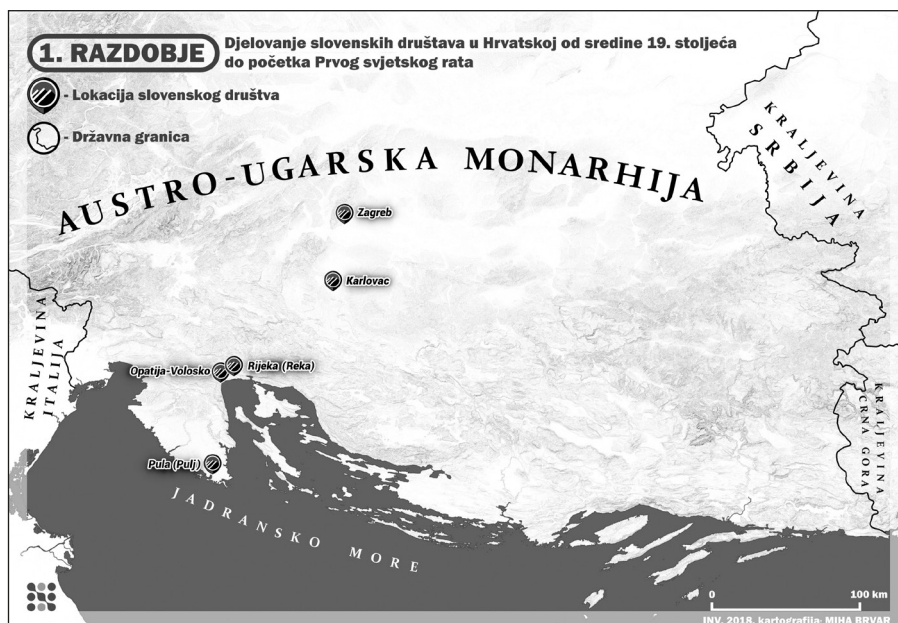 1. RAZDOBJE
Djelovanje slovenskih društava u Hrvatskoj od sredine 19. stoljeća
do početka Prvog svjetskog rata
- Lokacija slovenskog društva
- Državna granica
AUSTRO-UGARSKA MONARHIJA
KRALJEVINA
SRBIJA
Zagreb
Karlovac
KRALJEVINA
ITALIJA
Opatija-Volosko
Rijeka (Reka)
KRALJEVINA
CRNA GORA
Pula (Pulj)
JADRANSKO MORE
0 100 km
INV, 2018, kartografija: MIHA BRVAR